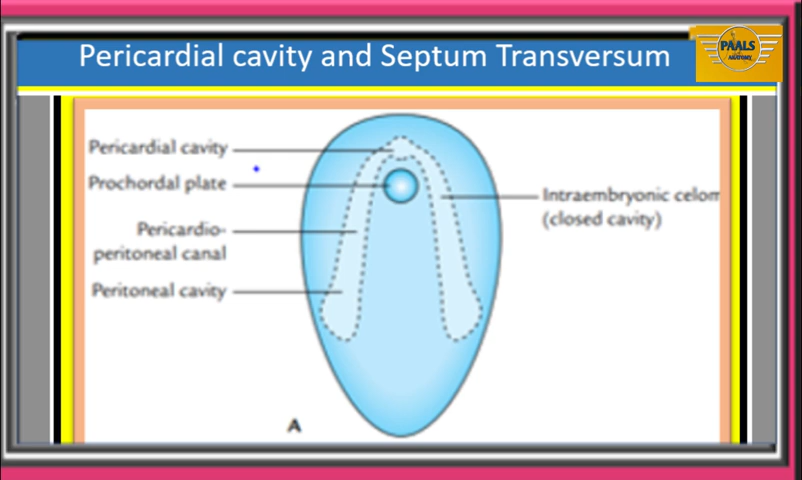 Pericardial cavity and Septum Transversum
PAALS
ANATOMY
Pericardial cavity
Prochordal plate
Pericardio-
peritoneal canal
Peritoneal cavity
Intraembryonic celom
(closed cavity)
A